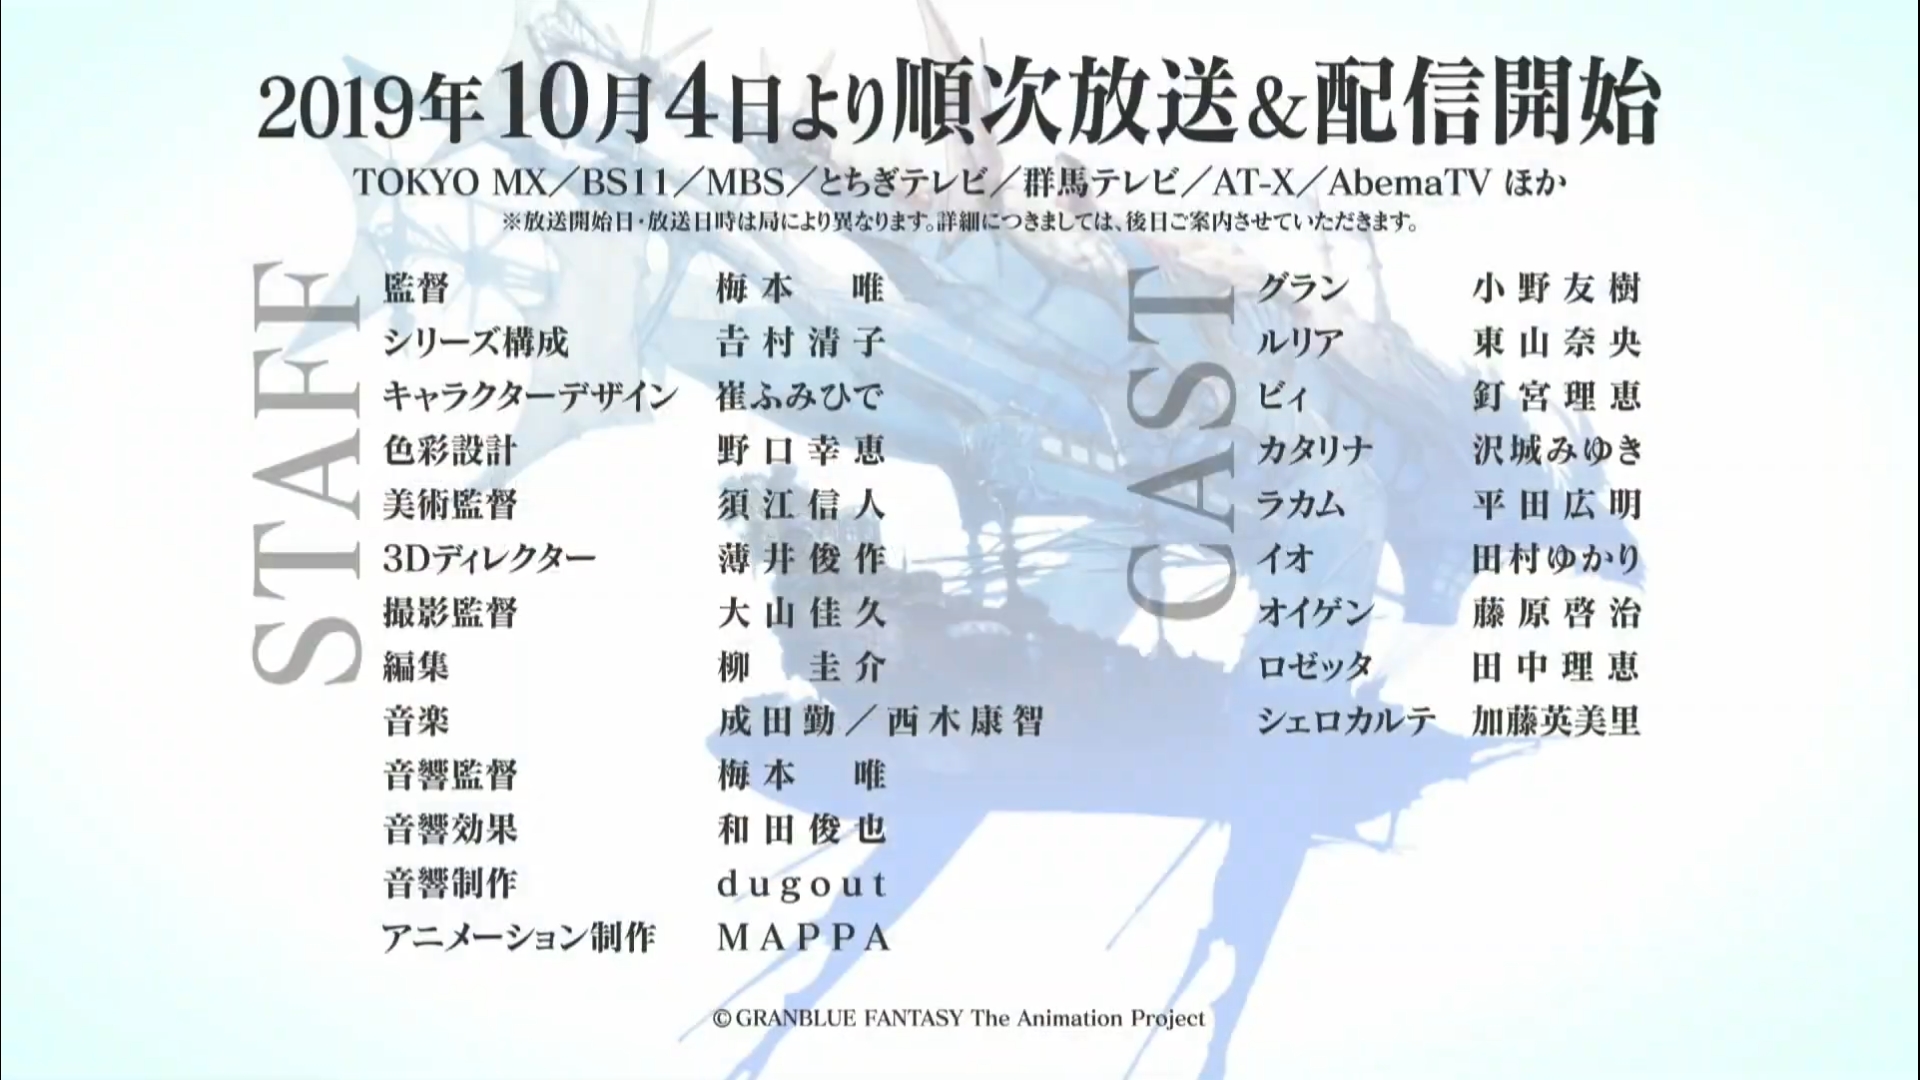 2019年10月4日より順次放送&配信開始
TOKYO MX／BS11／MBS／とちぎテレビ／群馬テレビ／AT-X／AbemaTV ほか
※放送開始日・放送日時は局により異なります。詳細につきましては、後日ご案内させていただきます。
STAFF
監督 梅本 唯
シリーズ構成 𠮷村清子
キャラクターデザイン 崔ふみひで
色彩設計 野口幸恵
美術監督 須江信人
3Dディレクター 薄井俊作
撮影監督 大山佳久
編集 柳 圭介
音楽 成田勤／西木康智
音響監督 梅本 唯
音響効果 和田俊也
音響制作 dugout
アニメーション制作 MAPPA
CAST
グラン 小野友樹
ルリア 東山奈央
ビィ 釘宮理恵
カタリナ 沢城みゆき
ラカム 平田広明
イオ 田村ゆかり
オイゲン 藤原啓治
ロゼッタ 田中理恵
シェロカルテ 加藤英美里
©GRANBLUE FANTASY The Animation Project